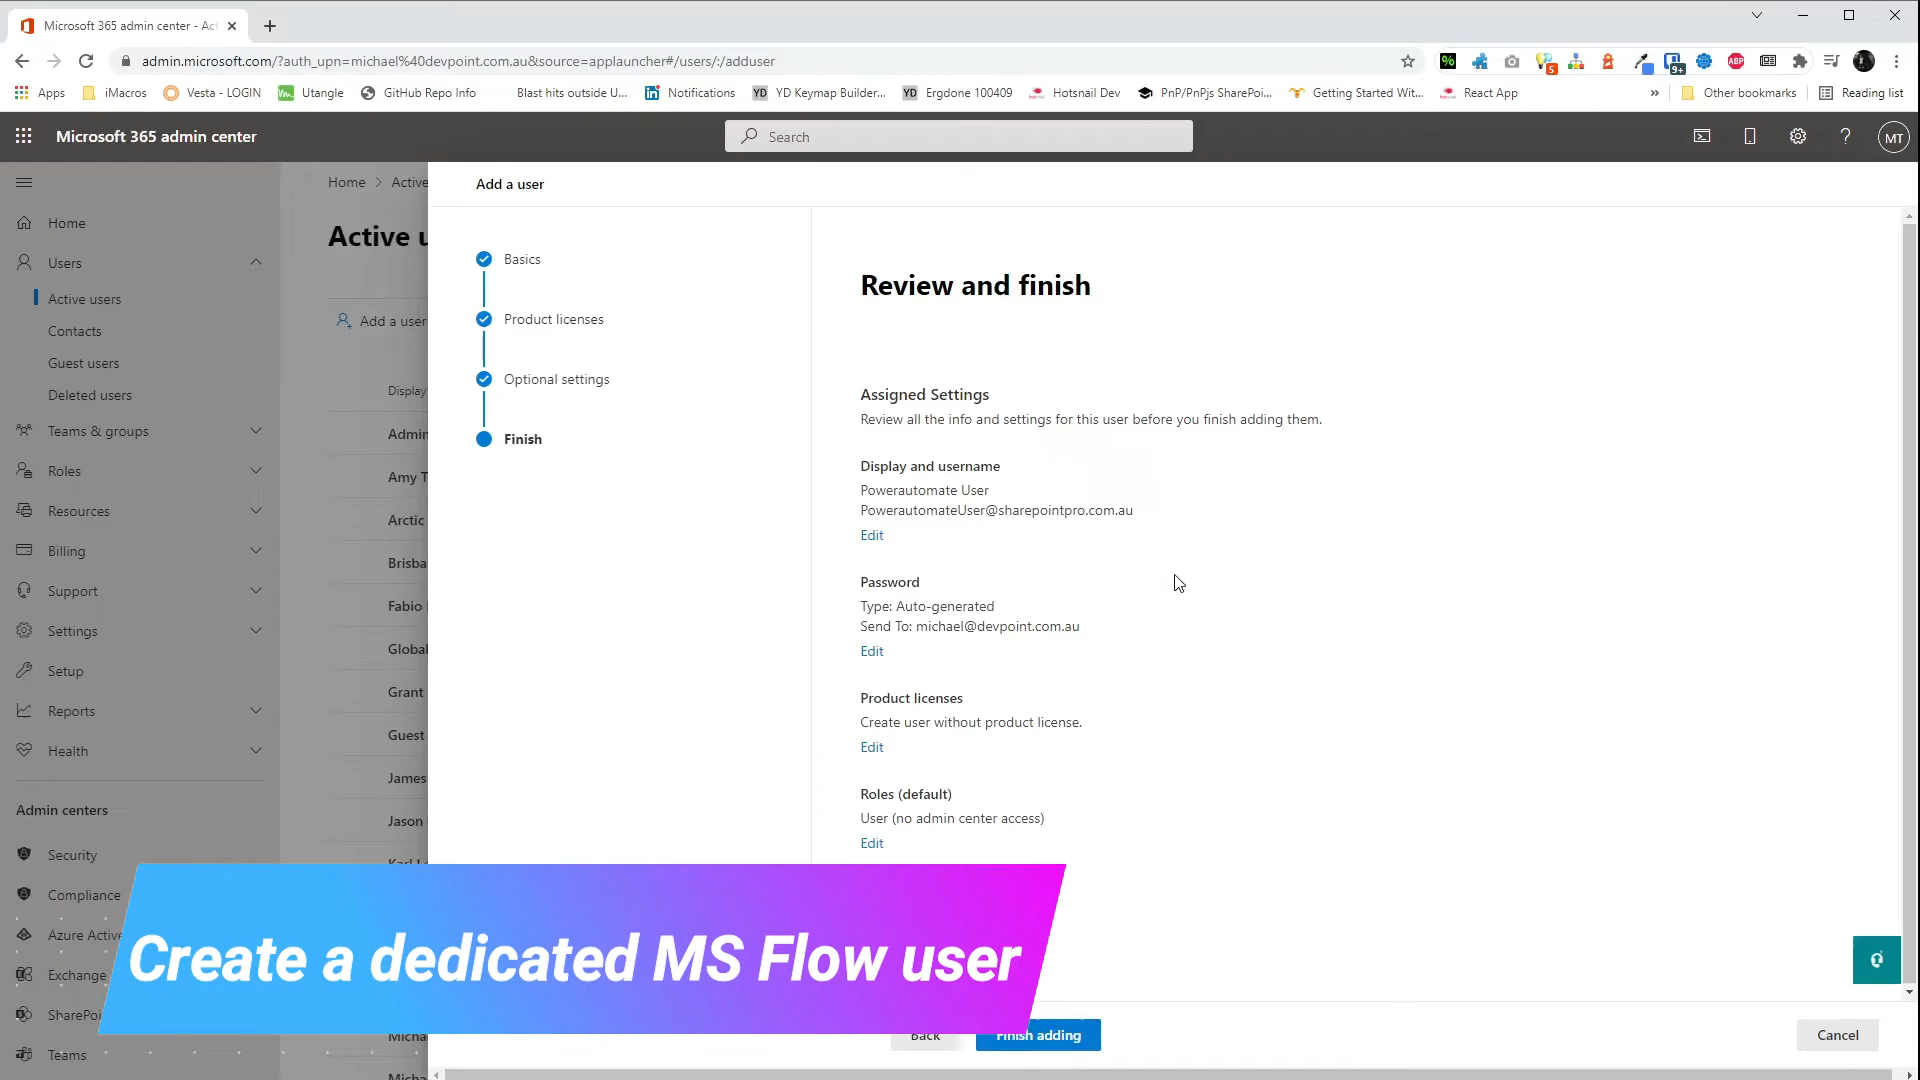 Microsoft 365 admin center - Act
admin.microsoft.com/?auth_upn=michael%40devpoint.com.au&source=applauncher#/users/:/adduser
5
9+
ABP
Apps
iMacros
Vesta - LOGIN
Utangle
GitHub Repo Info
Blast hits outside U...
Notifications
YD YD Keymap Builder...
YD Ergdone 100409
Hotsnail Dev
PnP/PnPjs SharePoi...
Getting Started Wit...
React App
»
Other bookmarks
Reading list
Microsoft 365 admin center
Search
?
MT
Home
Users
Active users
Contacts
Guest users
Deleted users
Teams & groups
Roles
Resources
Billing
Support
Settings
Setup
Reports
Health
Admin centers
Security
Compliance
Azure Active
Exchange
SharePoi
Teams
Home > Active
Active u
Add a user
Display
Admin
Amy T
Arctic
Brisba
Fabio
Global
Grant
Guest
James
Jason
Karl Le
Micha
Micha
Add a user
Basics
Product licenses
Optional settings
Finish
Review and finish
Assigned Settings
Review all the info and settings for this user before you finish adding them.
Display and username
Powerautomate User
PowerautomateUser@sharepointpro.com.au
Edit
Password
Type: Auto-generated
Send To: michael@devpoint.com.au
Edit
Product licenses
Create user without product license.
Edit
Roles (default)
User (no admin center access)
Edit
Create a dedicated MS Flow user
Back
Finish adding
Cancel